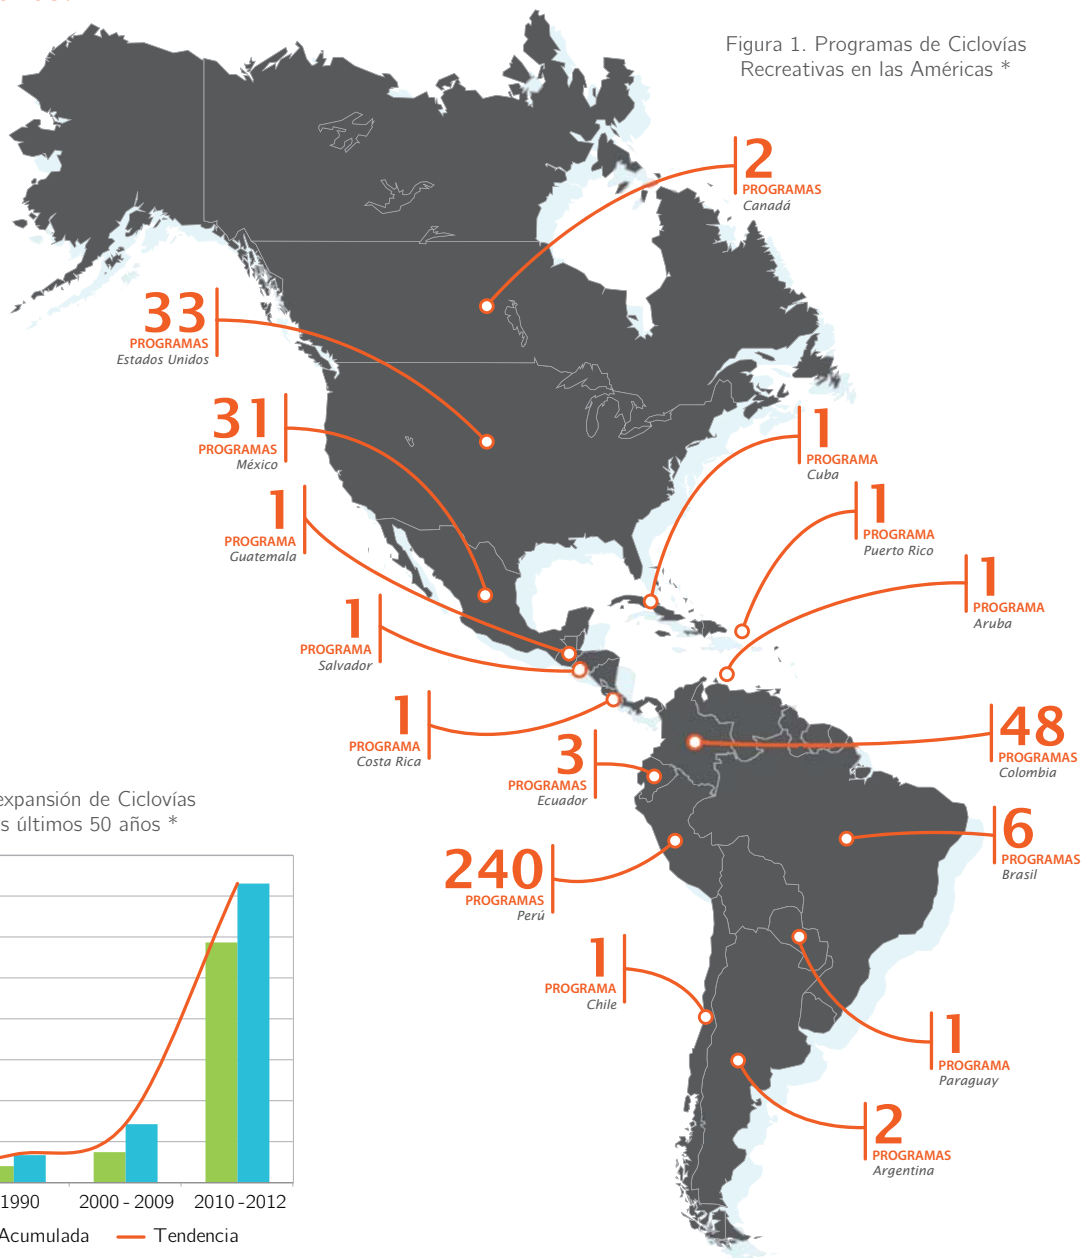 Figura 1. Programas de Ciclovías
Recreativas en las Américas *
2
PROGRAMAS
Canadá
33
PROGRAMAS
Estados Unidos
31
PROGRAMAS
México
1
PROGRAMA
Cuba
1
PROGRAMA
Guatemala
1
PROGRAMA
Puerto Rico
1
PROGRAMA
Aruba
1
PROGRAMA
Salvador
1
PROGRAMA
Costa Rica
48
PROGRAMAS
Colombia
3
PROGRAMAS
Ecuador
6
PROGRAMAS
Brasil
240
PROGRAMAS
Perú
1
PROGRAMA
Chile
1
PROGRAMA
Paraguay
2
PROGRAMAS
Argentina
expansión de Ciclovías
s últimos 50 años *
1990
2000 - 2009
2010 -2012
Acumulada
Tendencia